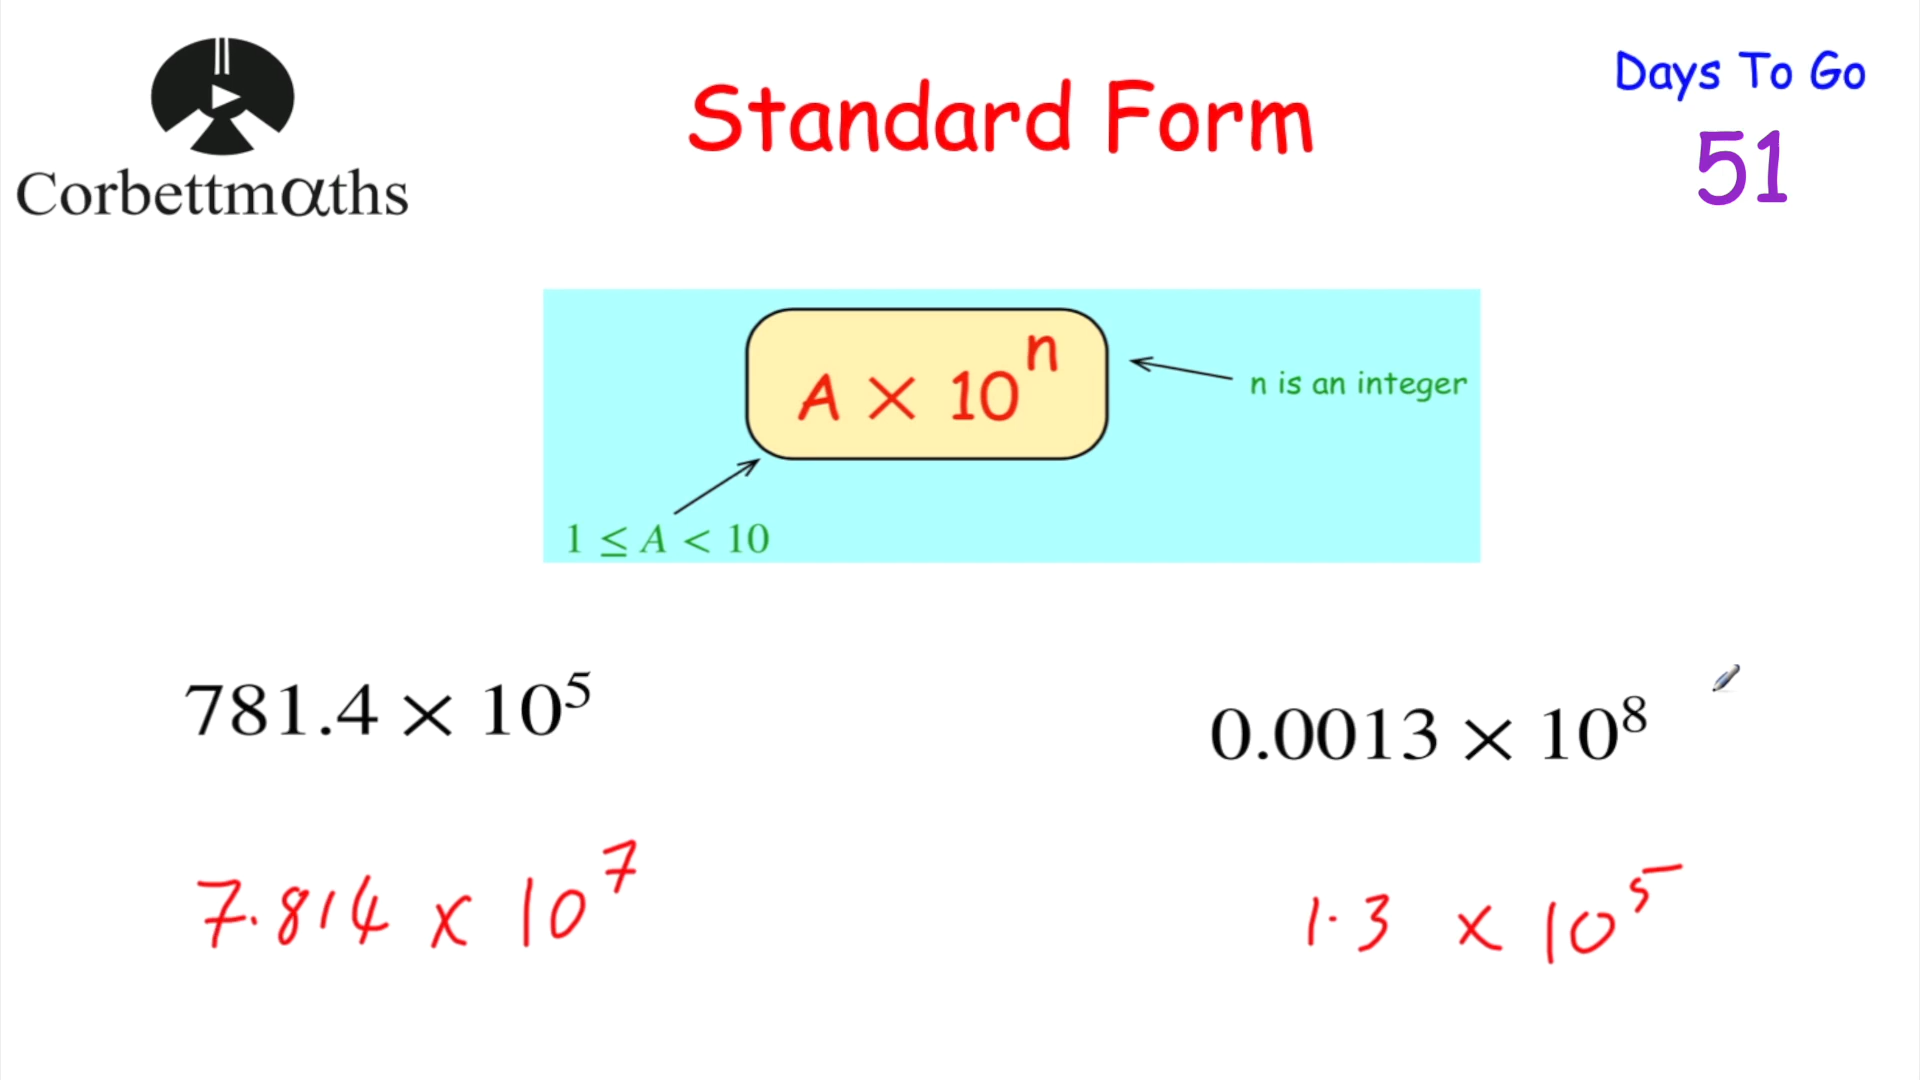 Corbettmαths
Standard Form
Days To Go
51
A × 10ⁿ
n is an integer
1 ≤ A < 10
781.4 × 10⁵
0.0013 × 10⁸
7.814 × 10⁷
1.3 × 10⁵